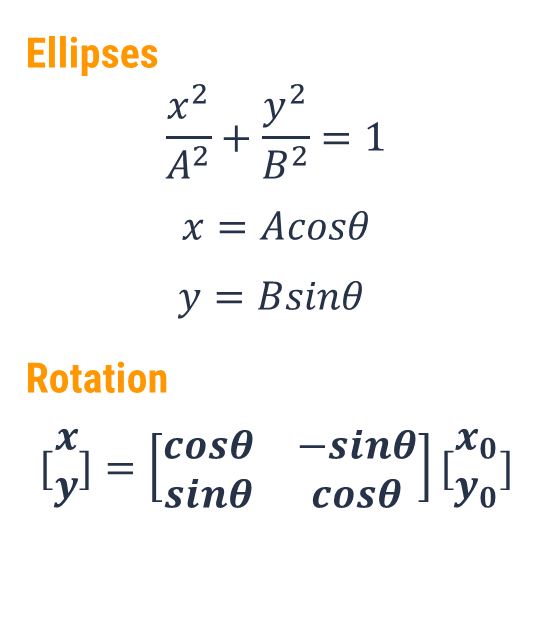 Ellipses
x²/A² + y²/B² = 1
x = Acosθ
y = Bsinθ
Rotation
[x y] = [cosθ −sinθ sinθ cosθ] [x₀ y₀]